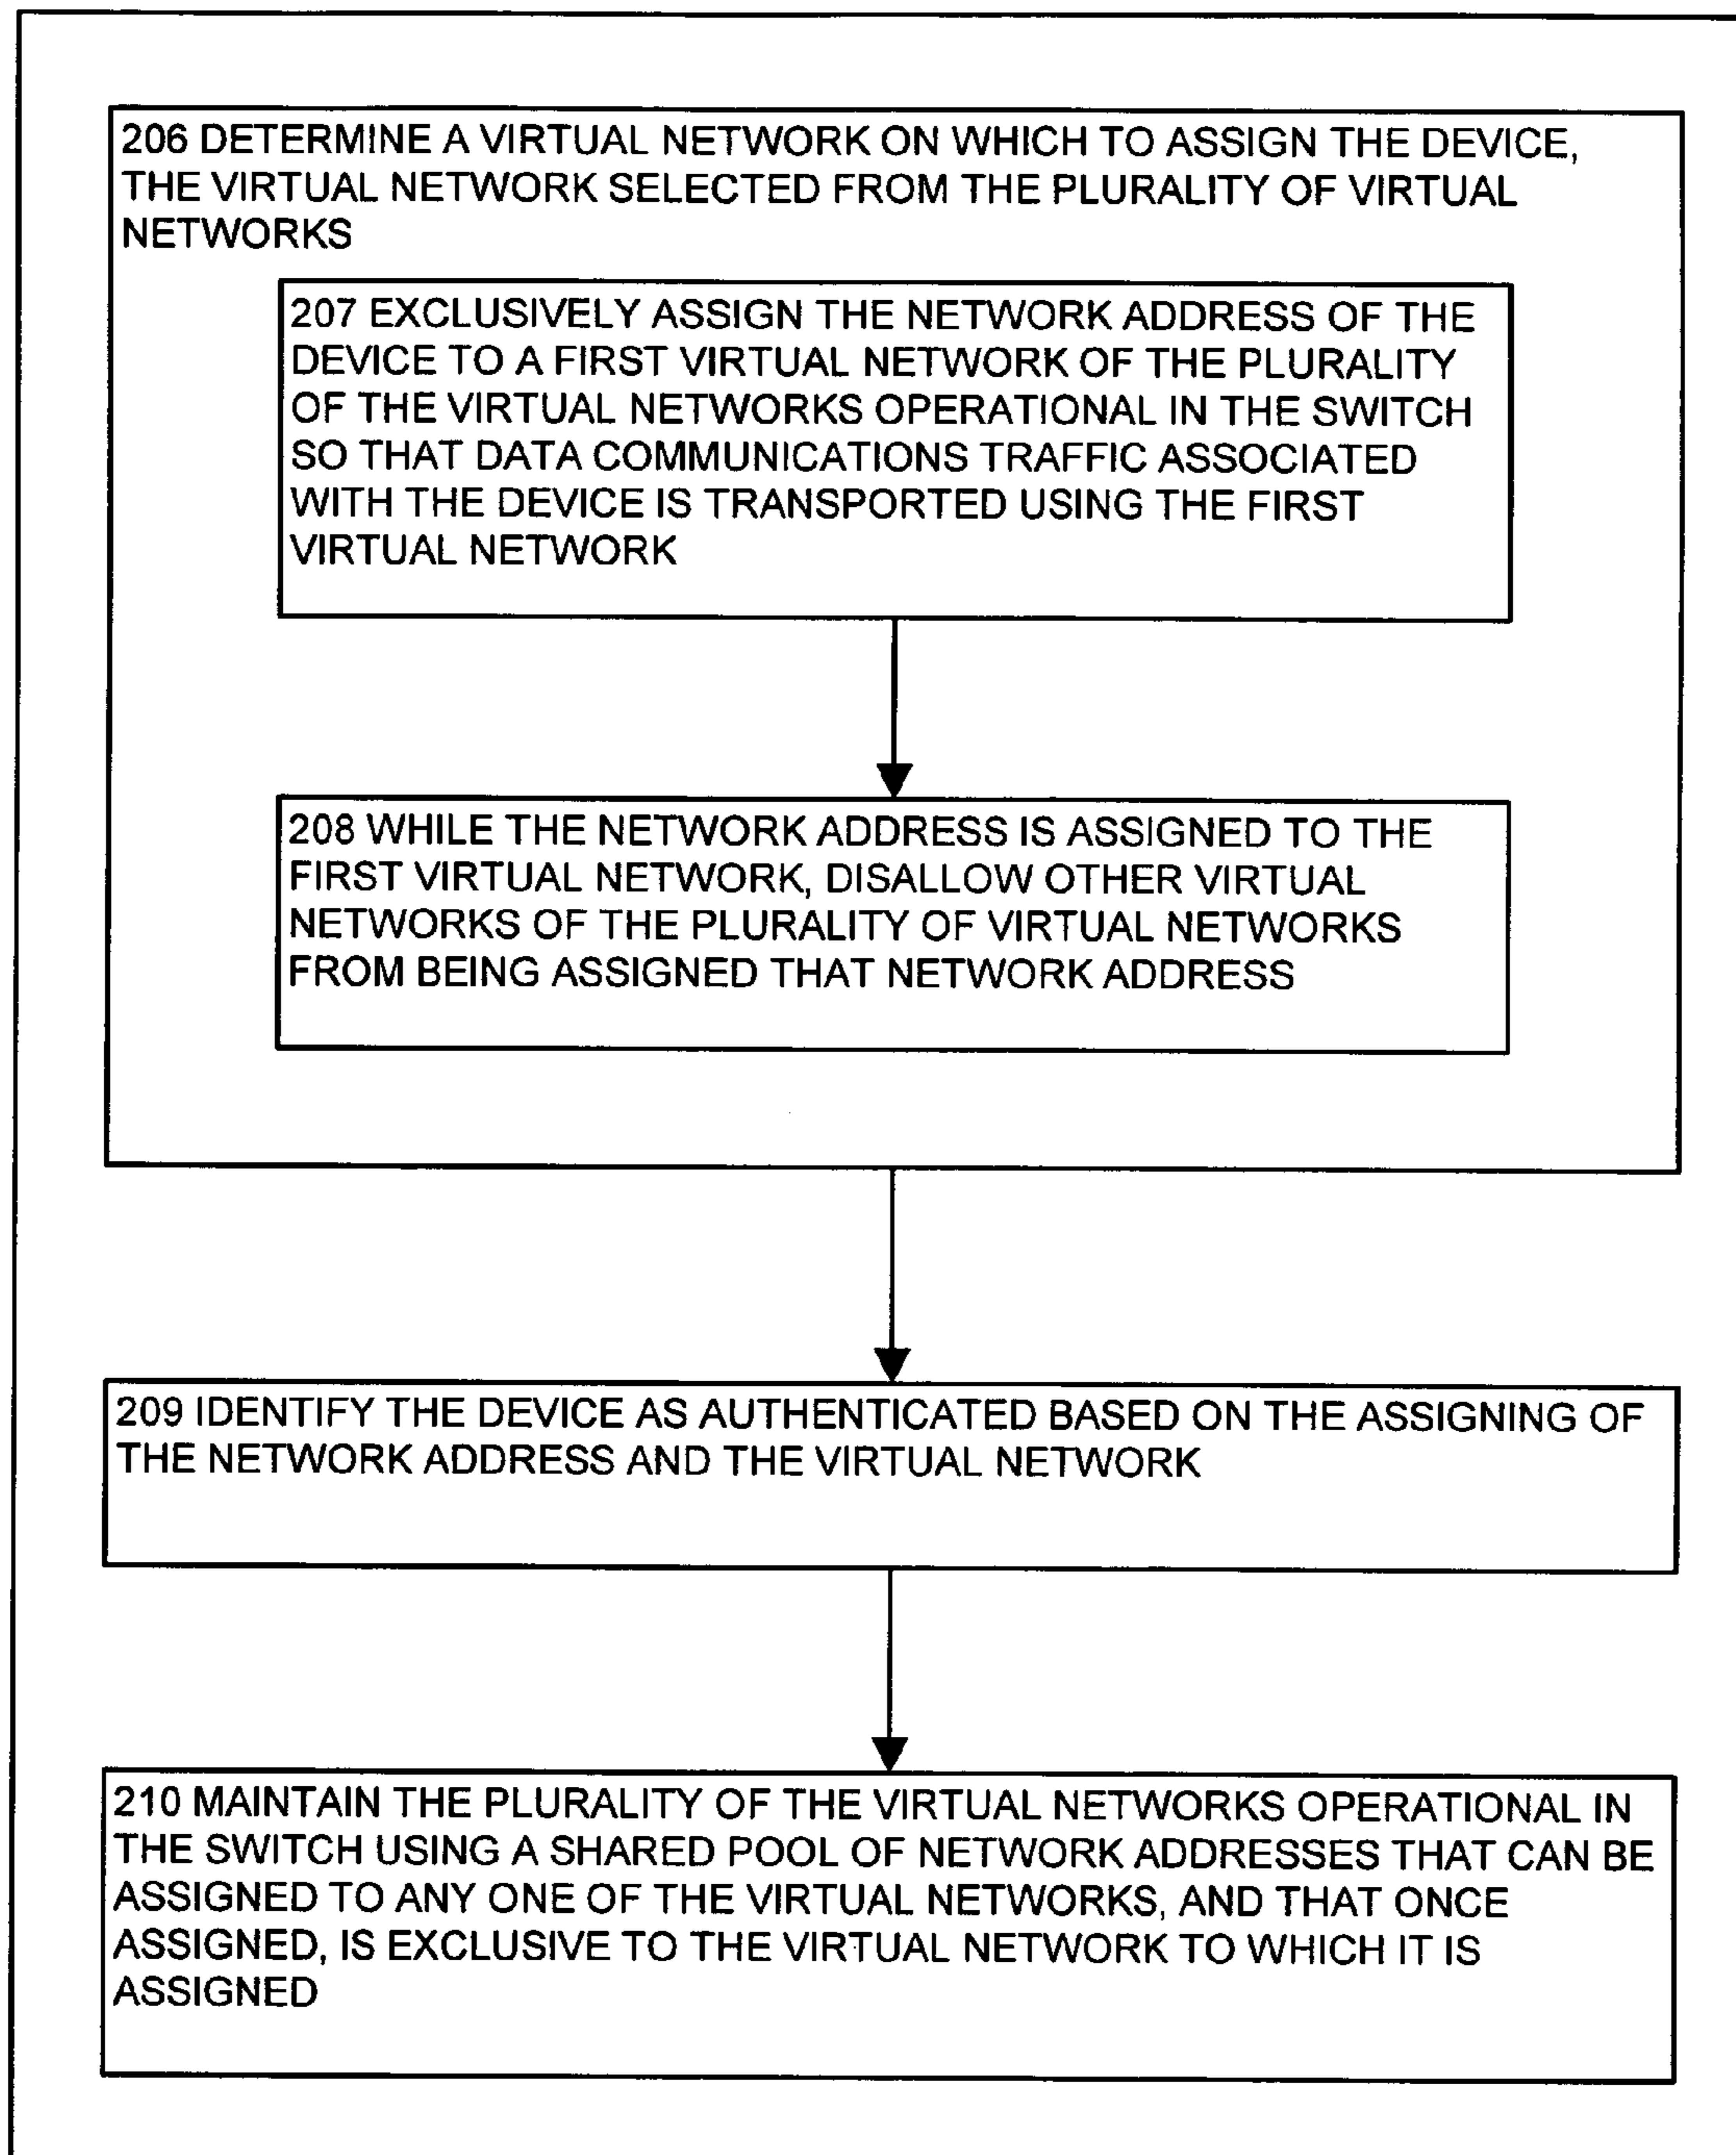 206 DETERMINE A VIRTUAL NETWORK ON WHICH TO ASSIGN THE DEVICE,
THE VIRTUAL NETWORK SELECTED FROM THE PLURALITY OF VIRTUAL
NETWORKS
207 EXCLUSIVELY ASSIGN THE NETWORK ADDRESS OF THE
DEVICE TO A FIRST VIRTUAL NETWORK OF THE PLURALITY
OF THE VIRTUAL NETWORKS OPERATIONAL IN THE SWITCH
SO THAT DATA COMMUNICATIONS TRAFFIC ASSOCIATED
WITH THE DEVICE IS TRANSPORTED USING THE FIRST
VIRTUAL NETWORK
208 WHILE THE NETWORK ADDRESS IS ASSIGNED TO THE
FIRST VIRTUAL NETWORK, DISALLOW OTHER VIRTUAL
NETWORKS OF THE PLURALITY OF VIRTUAL NETWORKS
FROM BEING ASSIGNED THAT NETWORK ADDRESS
209 IDENTIFY THE DEVICE AS AUTHENTICATED BASED ON THE ASSIGNING OF
THE NETWORK ADDRESS AND THE VIRTUAL NETWORK
210 MAINTAIN THE PLURALITY OF THE VIRTUAL NETWORKS OPERATIONAL IN
THE SWITCH USING A SHARED POOL OF NETWORK ADDRESSES THAT CAN BE
ASSIGNED TO ANY ONE OF THE VIRTUAL NETWORKS, AND THAT ONCE
ASSIGNED, IS EXCLUSIVE TO THE VIRTUAL NETWORK TO WHICH IT IS
ASSIGNED